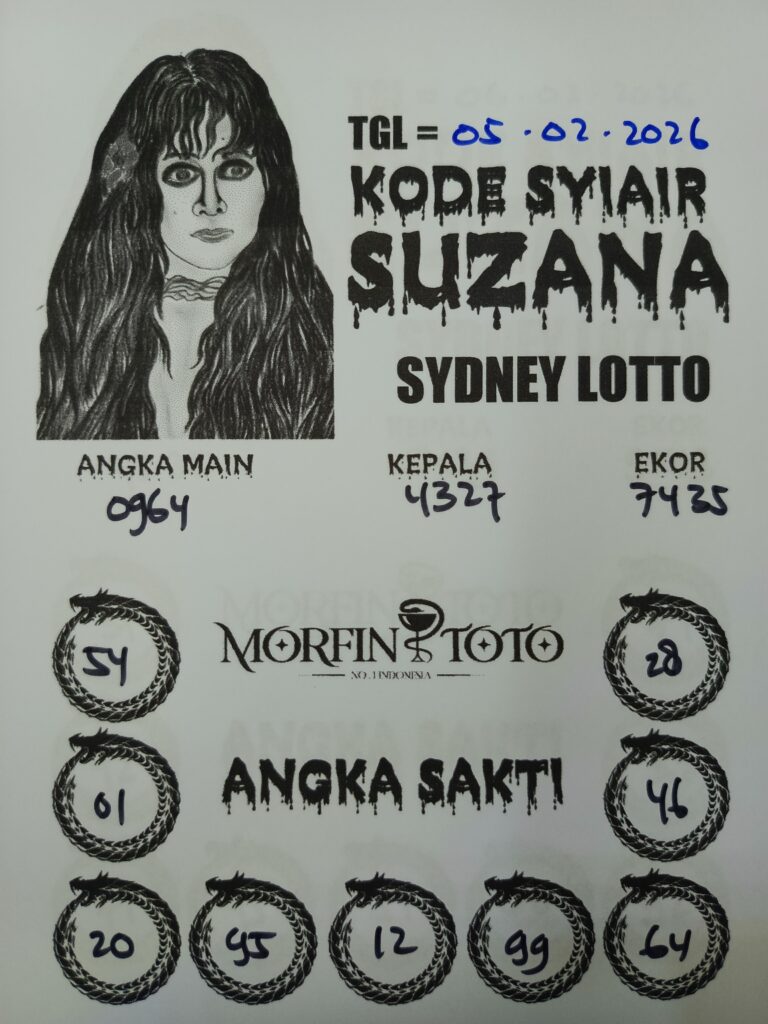 TGL = 05.02.2026
KODE SYIAIR
SUZANA
SYDNEY LOTTO
ANGKA MAIN KEPALA EKOR
0964 4327 7435
54 MORFIN TOTO 28
NO.1 INDONESIA
01 ANGKA SAKTI 46
20 95 12 99 64